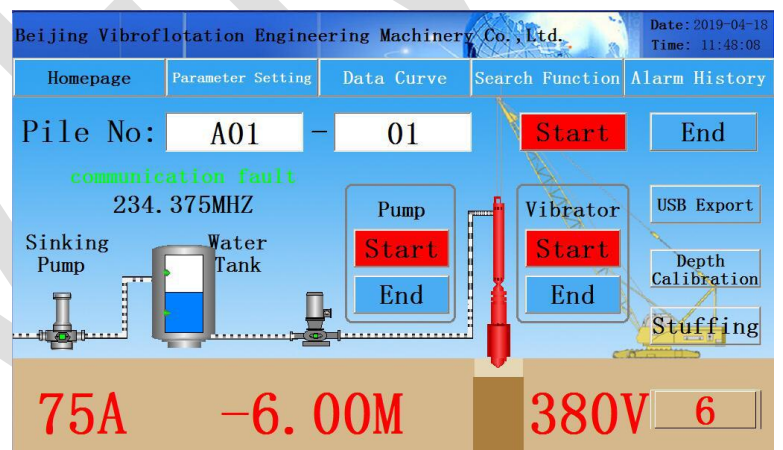 Beijing Vibroflotation Engineering Machinery Co., Ltd.
Date: 2019-04-18
Time: 11:48:08
Homepage
Parameter Setting
Data Curve
Search Function
Alarm History
Pile No: A01 - 01
Start
End
communication fault
234.375MHZ
Sinking
Pump
Water
Tank
Pump
Start
End
Vibrator
Start
End
USB Export
Depth
Calibration
Stuffing
75A
-6.00M
380V
6